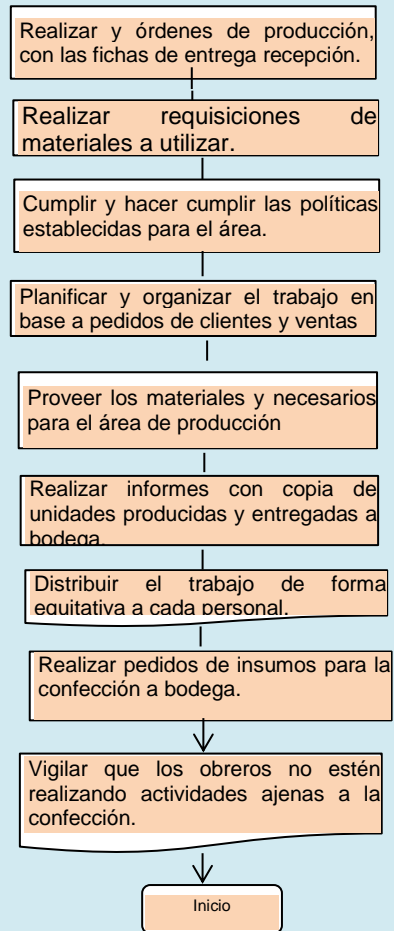 Realizar y órdenes de producción,
con las fichas de entrega recepción.
Realizar requisiciones de
materiales a utilizar.
Cumplir y hacer cumplir las políticas
establecidas para el área.
Planificar y organizar el trabajo en
base a pedidos de clientes y ventas
Proveer los materiales y necesarios
para el área de producción
Realizar informes con copia de
unidades producidas y entregadas a
bodega.
Distribuir el trabajo de forma
equitativa a cada personal.
Realizar pedidos de insumos para la
confección a bodega.
Vigilar que los obreros no estén
realizando actividades ajenas a la
confección.
Inicio